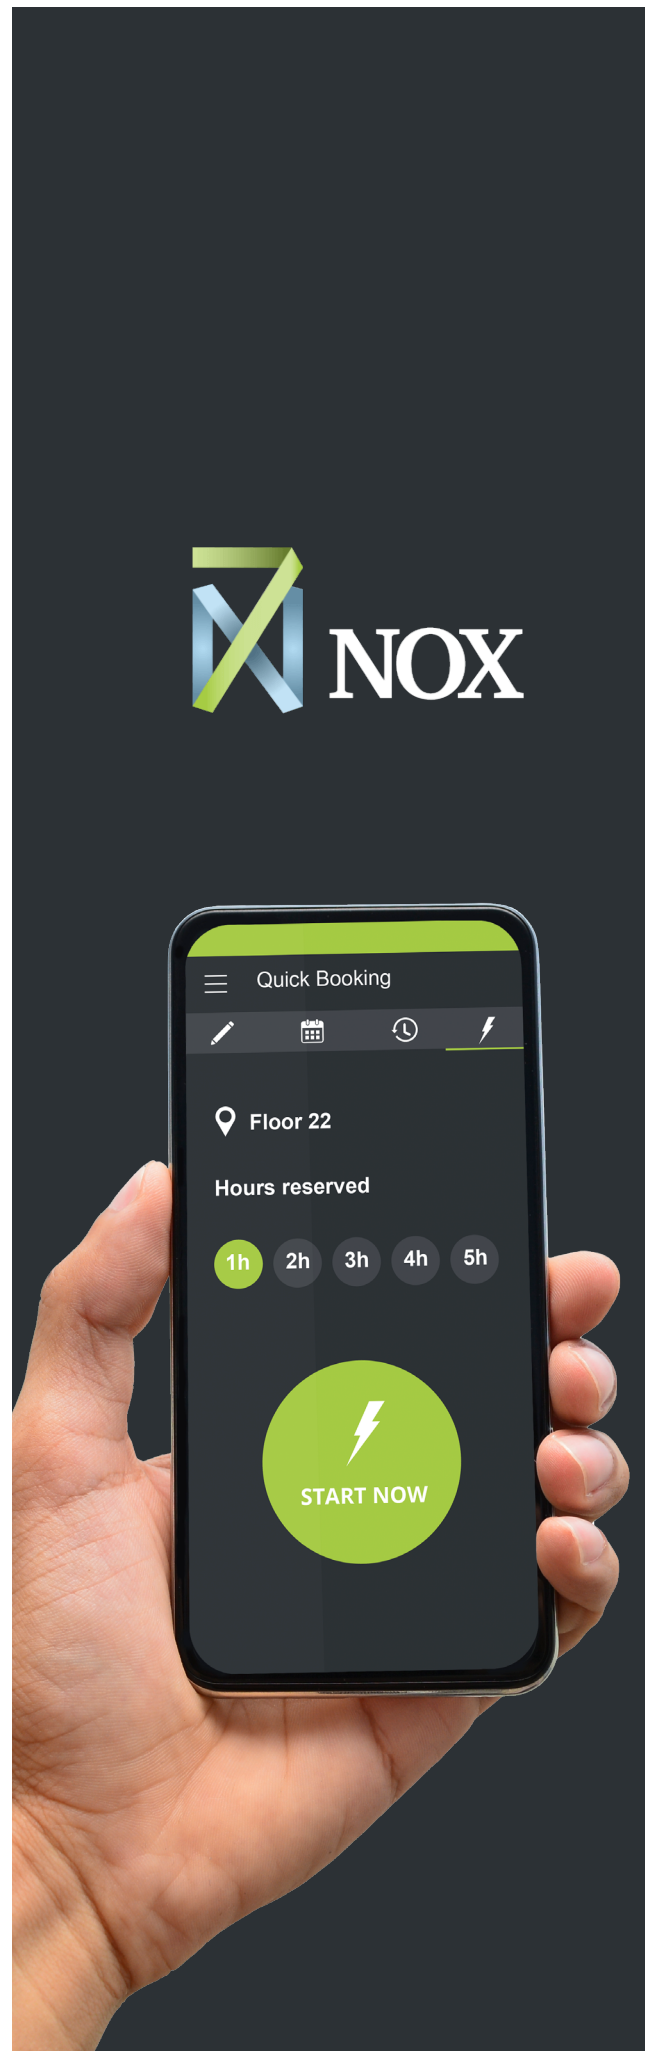 NOX
Quick Booking
Floor 22
Hours reserved
1h 2h 3h 4h 5h
START NOW